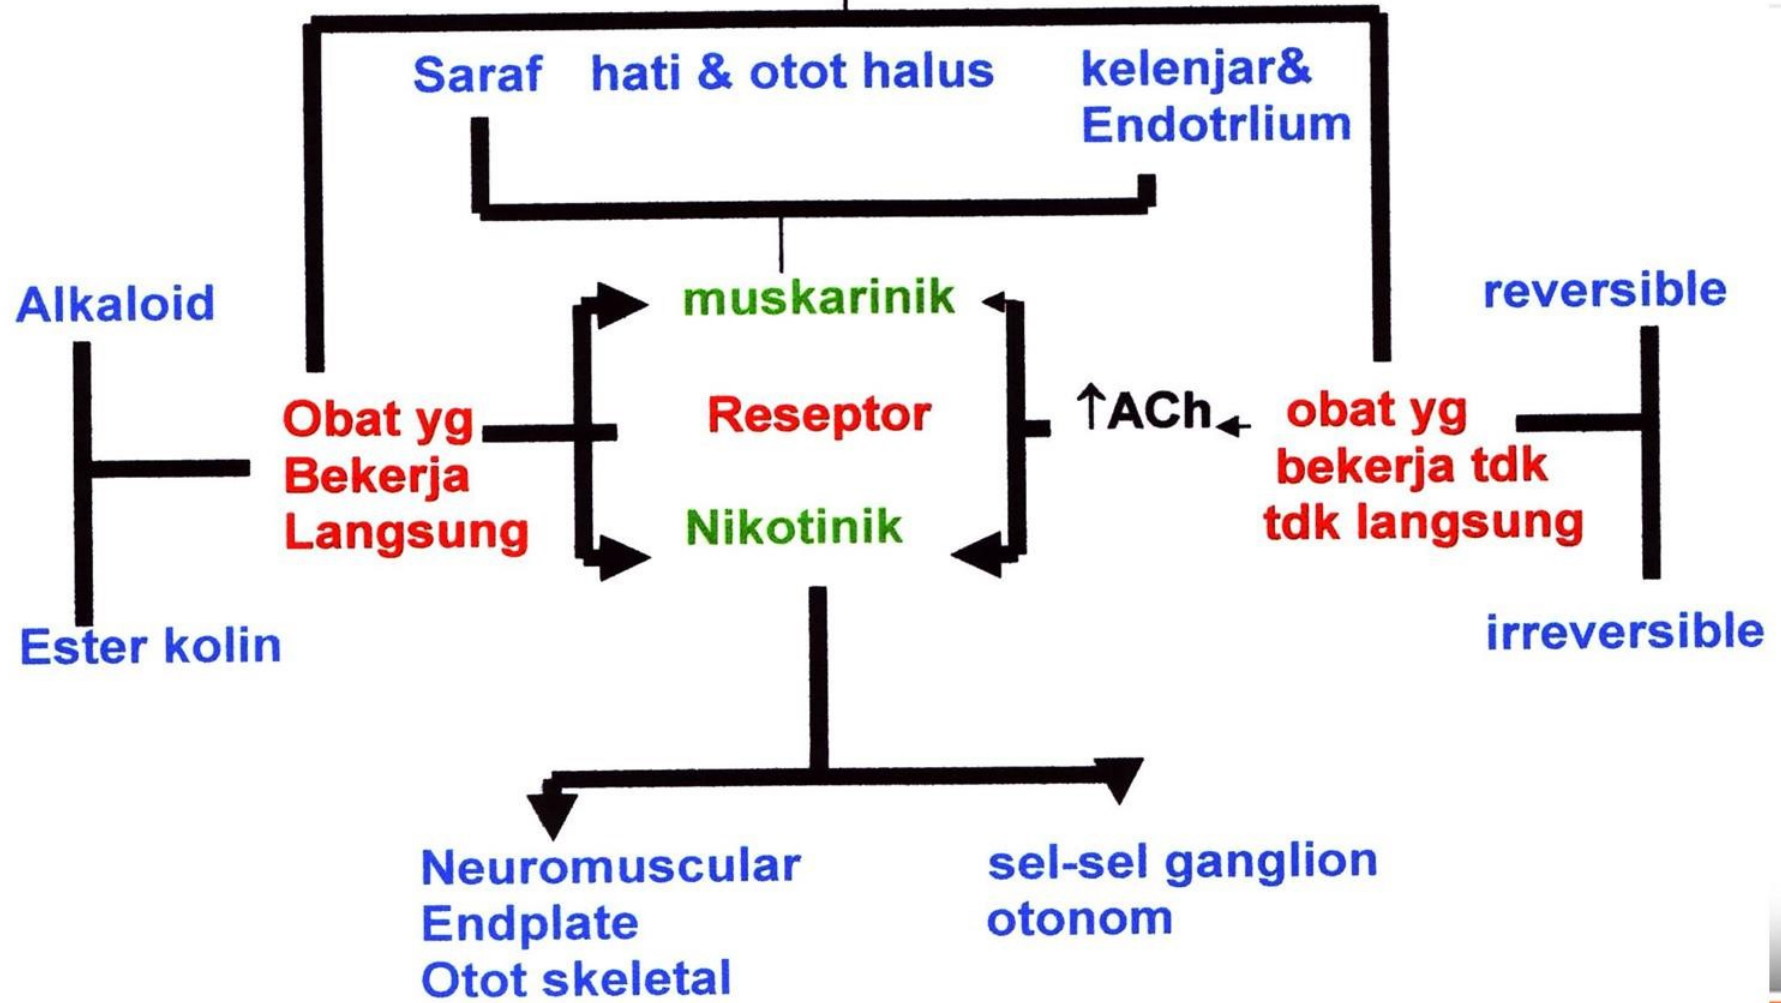 Saraf hati & otot halus kelenjar&
Endotrlium
Alkaloid
muskarinik
reversible
Obat yg
Bekerja
Langsung
Reseptor
↑ACh
obat yg
bekerja tdk
tdk langsung
Nikotinik
Ester kolin
irreversible
Neuromuscular
Endplate
Otot skeletal
sel-sel ganglion
otonom